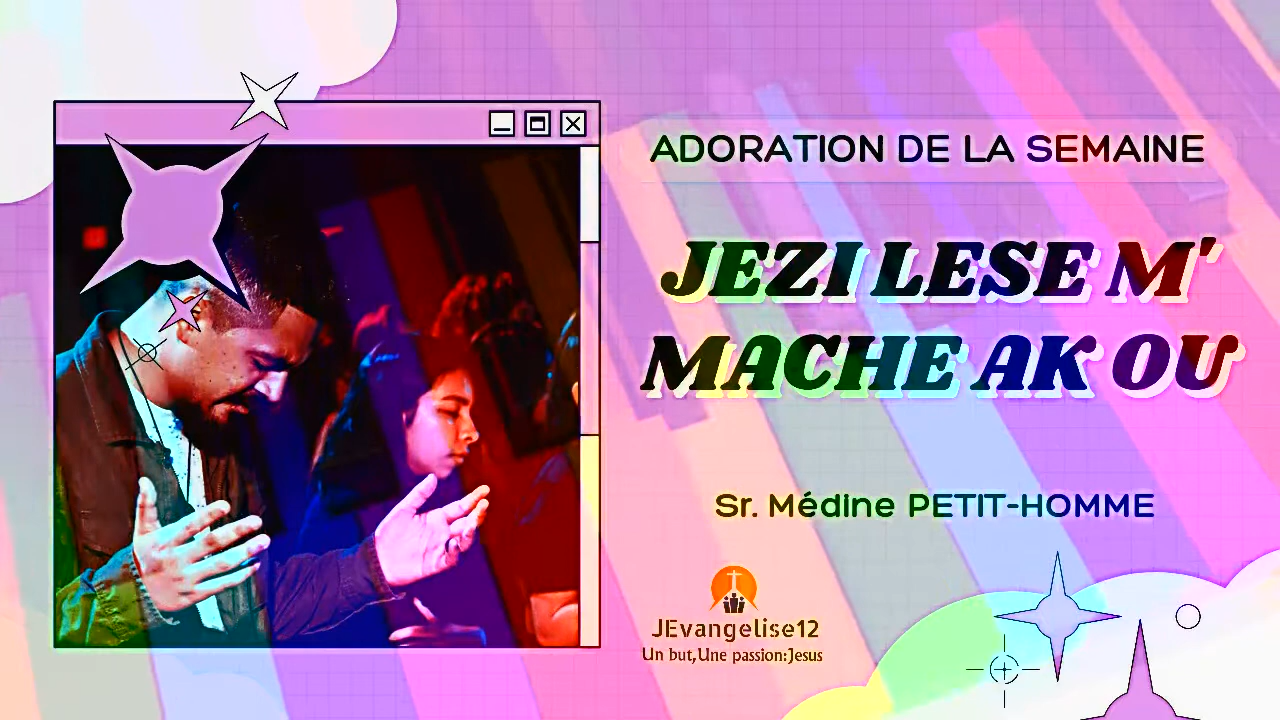 ADORATION DE LA SEMAINE
JEZI LESE M'
MACHE AK OU
Sr. Médine PETIT-HOMME
JEvangelise12
Un but,Une passion:Jesus